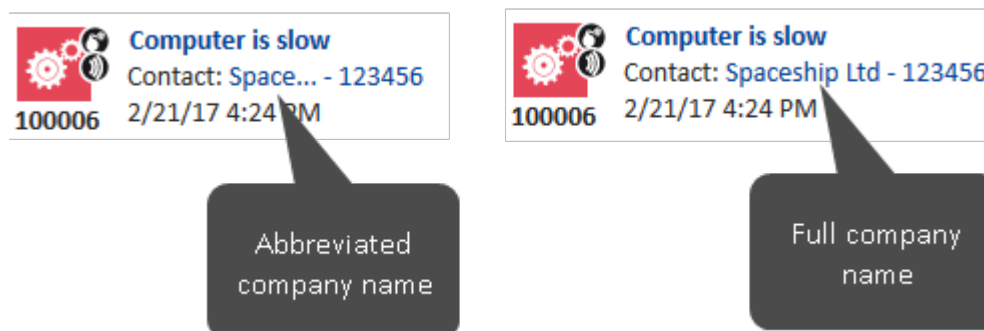 Computer is slow
Contact: Space... - 123456
2/21/17 4:24 PM
100006
Abbreviated
company name
Computer is slow
Contact: Spaceship Ltd - 123456
2/21/17 4:24 PM
100006
Full company
name